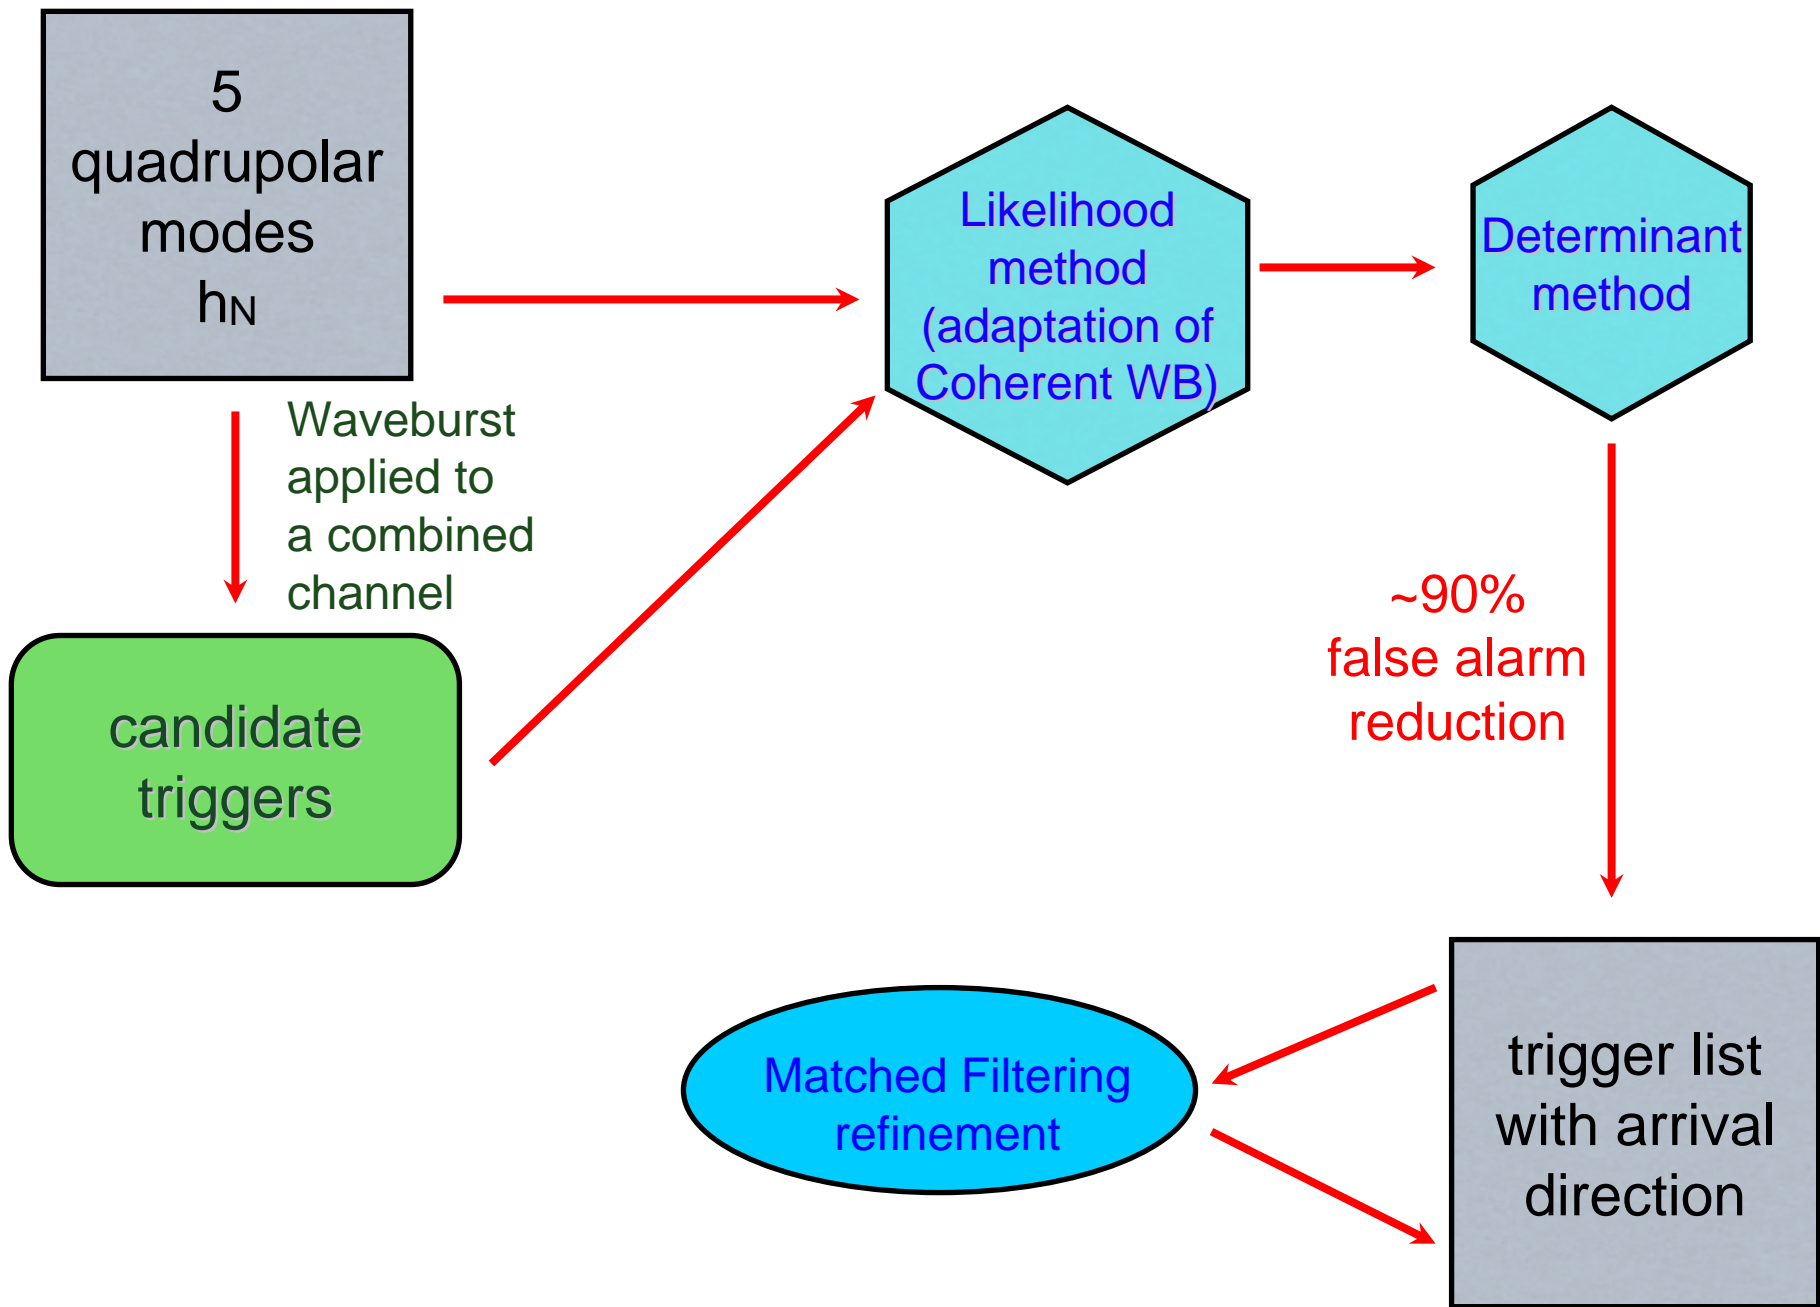 5
quadrupolar
modes
hN
Waveburst
applied to
a combined
channel
candidate
triggers
Likelihood
method
(adaptation of
Coherent WB)
Determinant
method
~90%
false alarm
reduction
Matched Filtering
refinement
trigger list
with arrival
direction